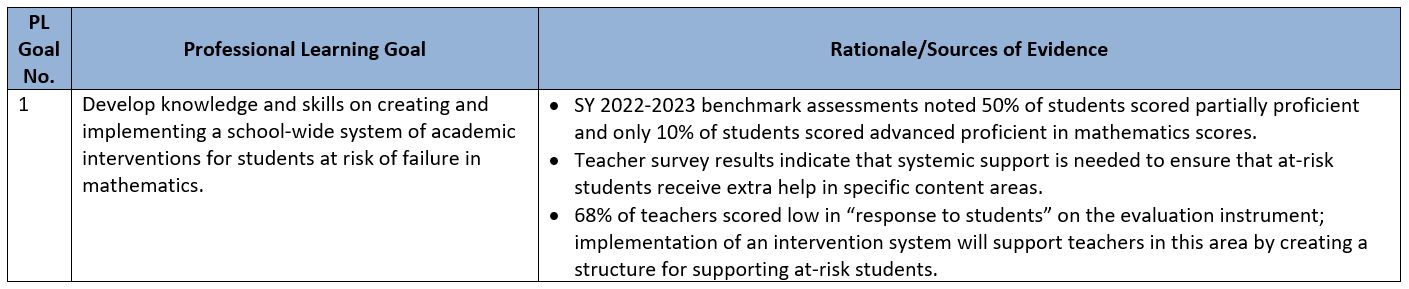 PL
Goal
No.
Professional Learning Goal
Rationale/Sources of Evidence
1
Develop knowledge and skills on creating and
implementing a school-wide system of academic
interventions for students at risk of failure in
mathematics.
• SY 2022-2023 benchmark assessments noted 50% of students scored partially proficient
and only 10% of students scored advanced proficient in mathematics scores.
• Teacher survey results indicate that systemic support is needed to ensure that at-risk
students receive extra help in specific content areas.
• 68% of teachers scored low in “response to students” on the evaluation instrument;
implementation of an intervention system will support teachers in this area by creating a
structure for supporting at-risk students.